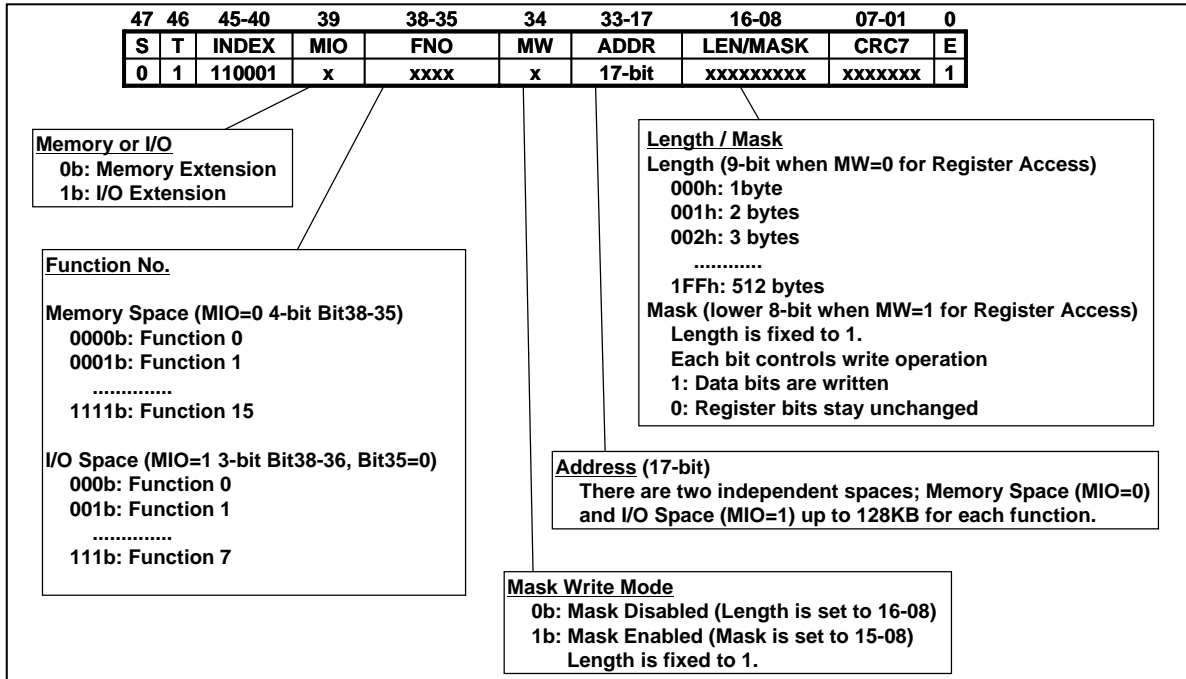 47 46 45-40 39 38-35 34 33-17 16-08 07-01 0
S T INDEX MIO FNO MW ADDR LEN/MASK CRC7 E
0 1 110001 x xxxx x 17-bit xxxxxxxxx xxxxxxx 1
Memory or I/O
0b: Memory Extension
1b: I/O Extension
Length / Mask
Length (9-bit when MW=0 for Register Access)
000h: 1byte
001h: 2 bytes
002h: 3 bytes
............
1FFh: 512 bytes
Mask (lower 8-bit when MW=1 for Register Access)
Length is fixed to 1.
Each bit controls write operation
1: Data bits are written
0: Register bits stay unchanged
Function No.
Memory Space (MIO=0 4-bit Bit38-35)
0000b: Function 0
0001b: Function 1
..............
1111b: Function 15
I/O Space (MIO=1 3-bit Bit38-36, Bit35=0)
000b: Function 0
001b: Function 1
..............
111b: Function 7
Address (17-bit)
There are two independent spaces; Memory Space (MIO=0)
and I/O Space (MIO=1) up to 128KB for each function.
Mask Write Mode
0b: Mask Disabled (Length is set to 16-08)
1b: Mask Enabled (Mask is set to 15-08)
Length is fixed to 1.